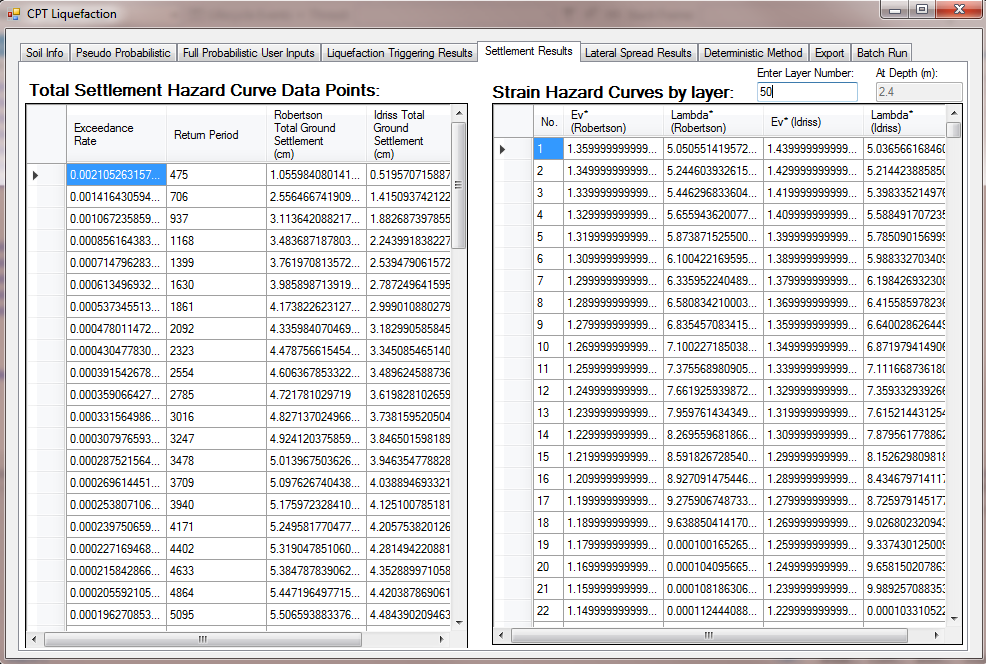 CPT Liquefaction
Soil Info Pseudo Probabilistic Full Probabilistic User Inputs Liquefaction Triggering Results Settlement Results Lateral Spread Results Deterministic Method Export Batch Run
Total Settlement Hazard Curve Data Points:
Exceedance Rate Return Period Robertson Total Ground Settlement (cm) Idriss Total Ground Settlement (cm)
0.002105263157... 475 1.055984080141... 0.519570715887
0.001416430594... 706 2.556466741909... 1.415093742122
0.001067235859... 937 3.113642088217... 1.882687397855
0.000856164383... 1168 3.483687187803... 2.243991838227
0.000714796283... 1399 3.761970813572... 2.539479061572
0.000613496932... 1630 3.985898713919... 2.787249641595
0.000537345513... 1861 4.173822623127... 2.999010880279
0.000478011472... 2092 4.335984070469... 3.182990585845
0.000430477830... 2323 4.478756615454... 3.345085465140
0.000391542678... 2554 4.606367853322... 3.489624588736
0.000359066427... 2785 4.721781029719 3.619828102659
0.000331564986... 3016 4.827137024966... 3.738159520504
0.000307976593... 3247 4.924120375859... 3.846501598189
0.000287521564... 3478 5.013967503626... 3.946354778828
0.000269614451... 3709 5.097626740438... 4.038894693321
0.000253807106... 3940 5.175972328410... 4.125100785181
0.000239750659... 4171 5.249581770477... 4.205753820126
0.000227169468... 4402 5.319047851060... 4.281494220881
0.000215842866... 4633 5.384787839062... 4.352889971058
0.000205592105... 4864 5.447196497715... 4.420387869061
0.000196270853... 5095 5.506593883376... 4.484390209463
Enter Layer Number: At Depth (m):
Strain Hazard Curves by layer: 50 2.4
No. Ev* (Robertson) Lambda* (Robertson) Ev* (Idriss) Lambda* (Idriss)
1 1.359999999999... 5.050551419572... 1.439999999999... 5.036566168460
2 1.349999999999... 5.244603932615... 1.429999999999... 5.214423885850
3 1.339999999999... 5.446296833604... 1.419999999999... 5.398335214976
4 1.329999999999... 5.655943620077... 1.409999999999... 5.588491707235
5 1.319999999999... 5.873871525500... 1.399999999999... 5.785090156999
6 1.309999999999... 6.100422169595... 1.389999999999... 5.988332703409
7 1.299999999999... 6.335952240489... 1.379999999999... 6.198426932308
8 1.289999999999... 6.580834210003... 1.369999999999... 6.415585978236
9 1.279999999999... 6.835457083415... 1.359999999999... 6.640028626449
10 1.269999999999... 7.100227185038... 1.349999999999... 6.871979414906
11 1.259999999999... 7.375568980905... 1.339999999999... 7.111668736180
12 1.249999999999... 7.661925939872... 1.329999999999... 7.359332939266
13 1.239999999999... 7.959761434349... 1.319999999999... 7.615214431254
14 1.229999999999... 8.269559681866... 1.309999999999... 7.879561778862
15 1.219999999999... 8.591826728540... 1.299999999999... 8.152629809818
16 1.209999999999... 8.927091475446... 1.289999999999... 8.434679714117
17 1.199999999999... 9.275906748733... 1.279999999999... 8.725979145177
18 1.189999999999... 9.638850414170... 1.269999999999... 9.026802320943
19 1.179999999999... 0.000100165265... 1.259999999999... 9.337430125009
20 1.169999999999... 0.000104095665... 1.249999999999... 9.658150207863
21 1.159999999999... 0.000108186306... 1.239999999999... 9.989257088353
22 1.149999999999... 0.000112444088... 1.229999999999... 0.000103310522